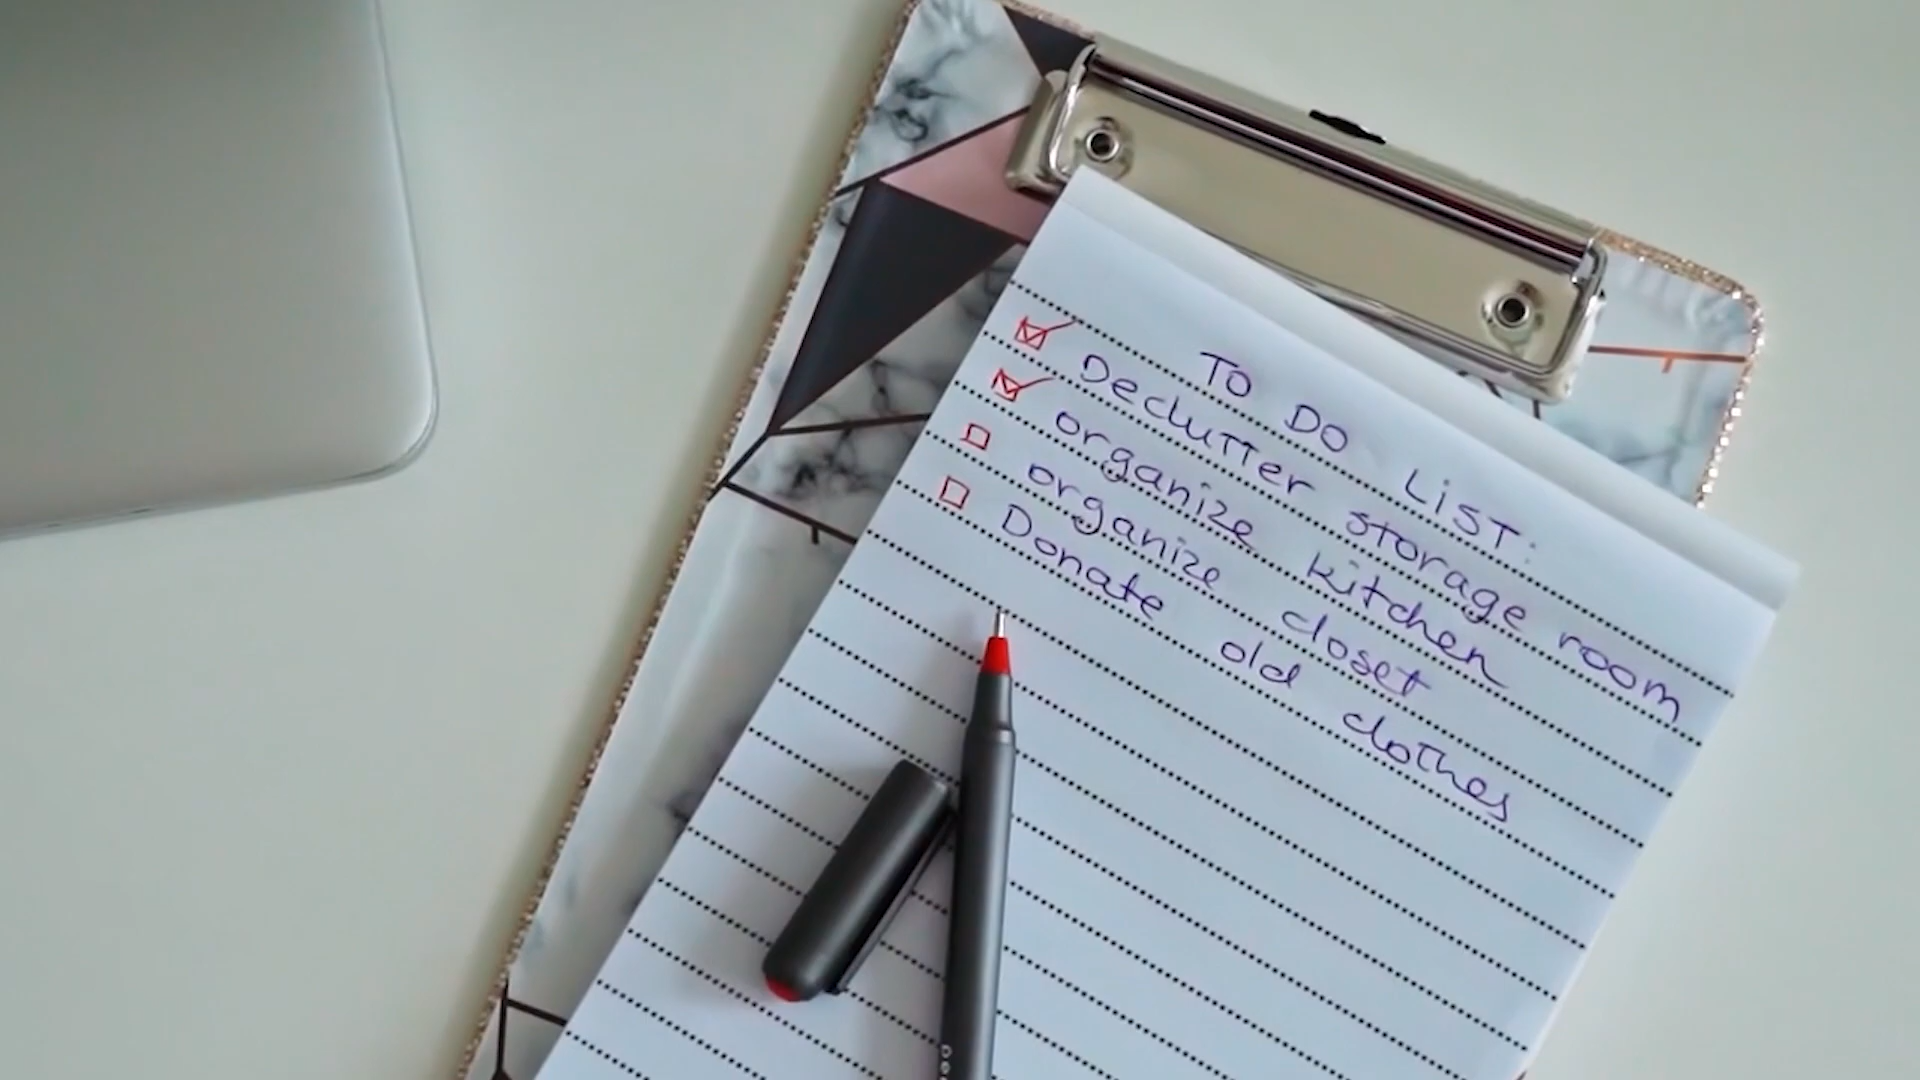 TO DO LIST:
Declutter storage room
organize kitchen
organize closet
Donate old clothes